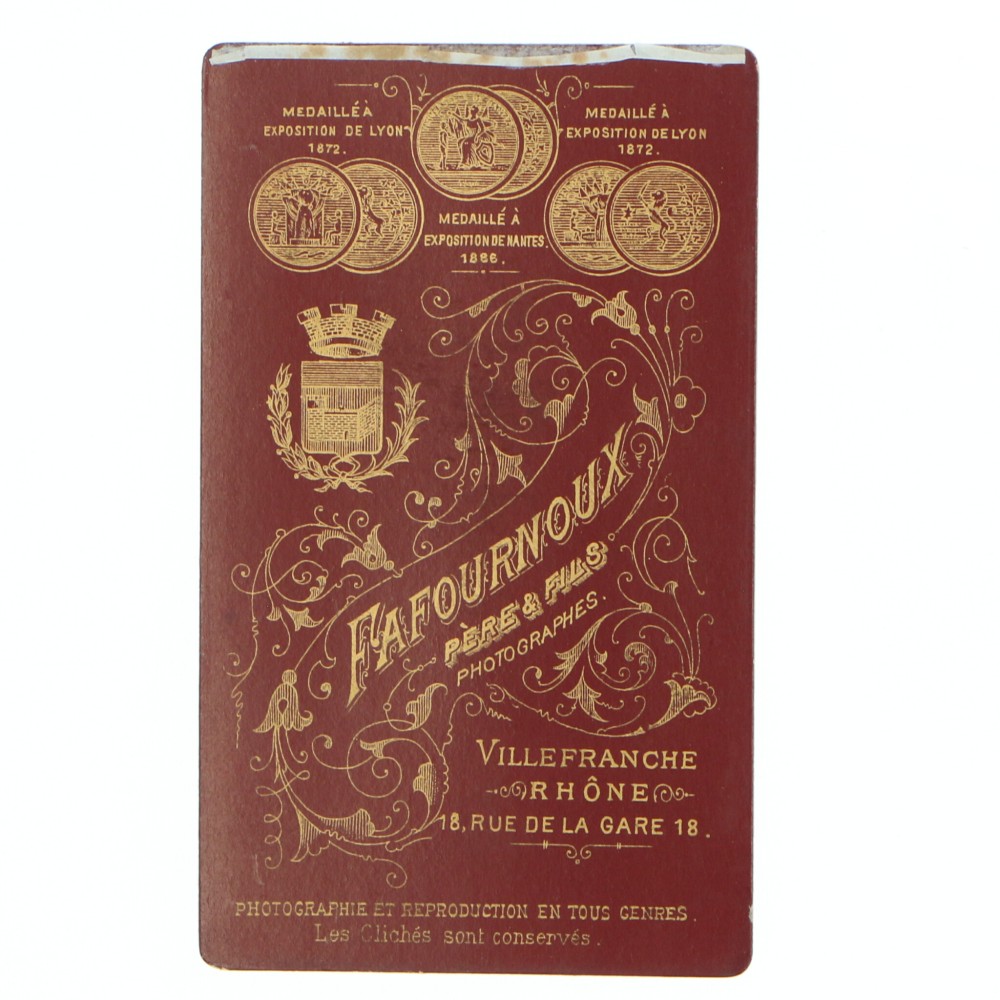 MEDAILLÉ À
EXPOSITION DE LYON
1872.
MEDAILLÉ À
EXPOSITION DE LYON
1872.
MEDAILLÉ À
EXPOSITION DE NANTES.
1886.
FAFOURNOUX
PÈRE & FILS
PHOTOGRAPHES.
VILLEFRANCHE
RHÔNE
18, RUE DE LA GARE 18.
PHOTOGRAPHIE ET REPRODUCTION EN TOUS GENRES.
Les Clichés sont conservés.